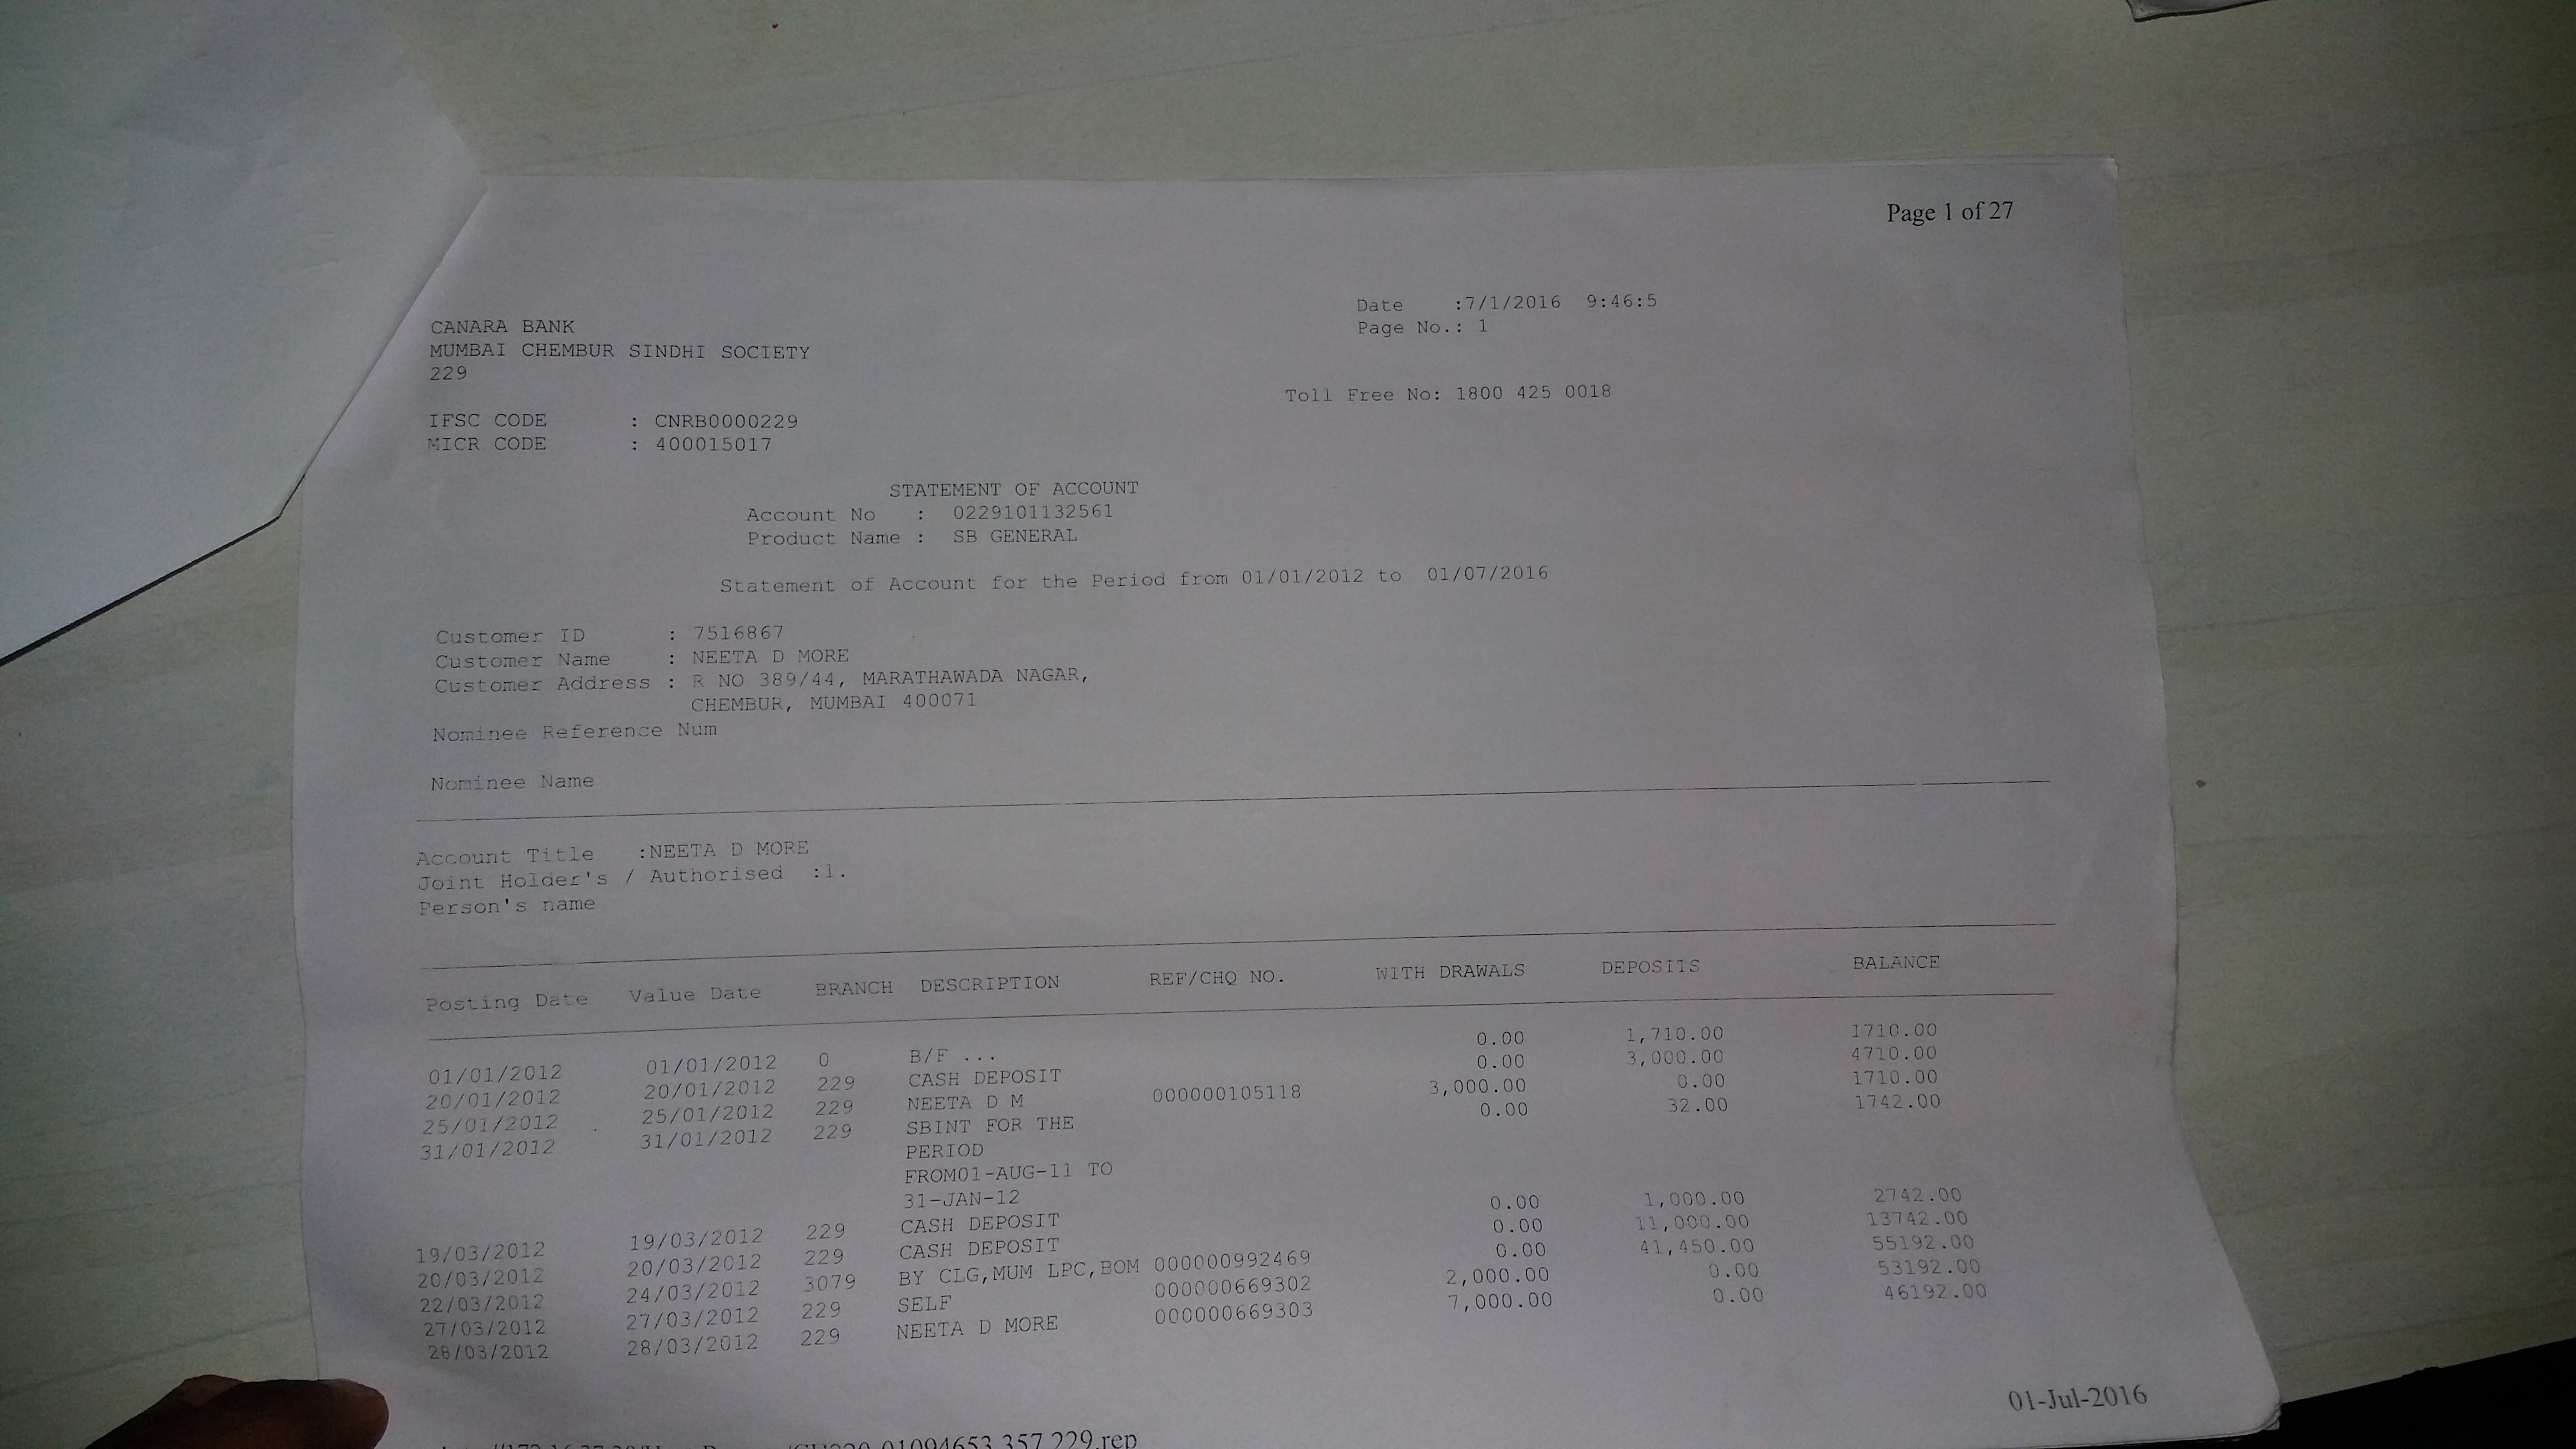 Page 1 of 27
Date :7/1/2016 9:46:5
CANARA BANK
Page No.: 1
MUMBAI CHEMBUR SINDHI SOCIETY
229
Toll Free No: 1800 425 0018
IFSC CODE : CNRB0000229
MICR CODE : 400015017
STATEMENT OF ACCOUNT
Account No : 0229101132561
Product Name : SB GENERAL
Statement of Account for the Period from 01/01/2012 to 01/07/2016
Customer ID : 7516867
Customer Name : NEETA D MORE
Customer Address : R NO 389/44, MARATHAWADA NAGAR,
CHEMBUR, MUMBAI 400071
Nominee Reference Num
Nominee Name
Account Title :NEETA D MORE
Joint Holder's / Authorised :1.
Person's name
Posting Date Value Date BRANCH DESCRIPTION REF/CHQ NO. WITH DRAWALS DEPOSITS BALANCE
01/01/2012 01/01/2012 0 B/F ... 0.00 1,710.00 1710.00
20/01/2012 20/01/2012 229 CASH DEPOSIT 0.00 3,000.00 4710.00
25/01/2012 25/01/2012 229 NEETA D M 000000105118 3,000.00 0.00 1710.00
31/01/2012 31/01/2012 229 SBINT FOR THE 0.00 32.00 1742.00
PERIOD
FROM01-AUG-11 TO
31-JAN-12
19/03/2012 19/03/2012 229 CASH DEPOSIT 0.00 1,000.00 2742.00
20/03/2012 20/03/2012 229 CASH DEPOSIT 0.00 11,000.00 13742.00
22/03/2012 24/03/2012 3079 BY CLG,MUM LPC,BOM 000000992469 0.00 41,450.00 55192.00
27/03/2012 27/03/2012 229 SELF 000000669302 2,000.00 0.00 53192.00
28/03/2012 28/03/2012 229 NEETA D MORE 000000669303 7,000.00 0.00 46192.00
01-Jul-2016